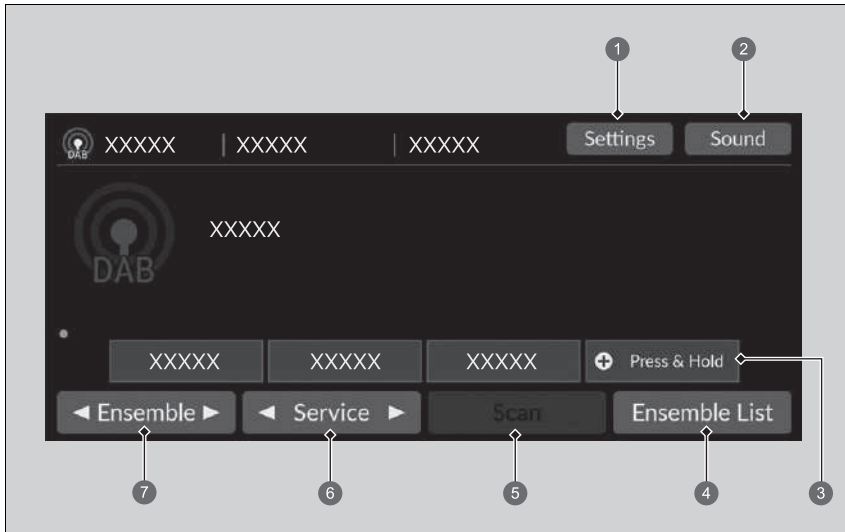 1 2
DAB XXXXX | XXXXX | XXXXX Settings Sound
DAB XXXXX
XXXXX XXXXX XXXXX Press & Hold 3
◄ Ensemble ► ◄ Service ► Scan Ensemble List
7 6 5 4